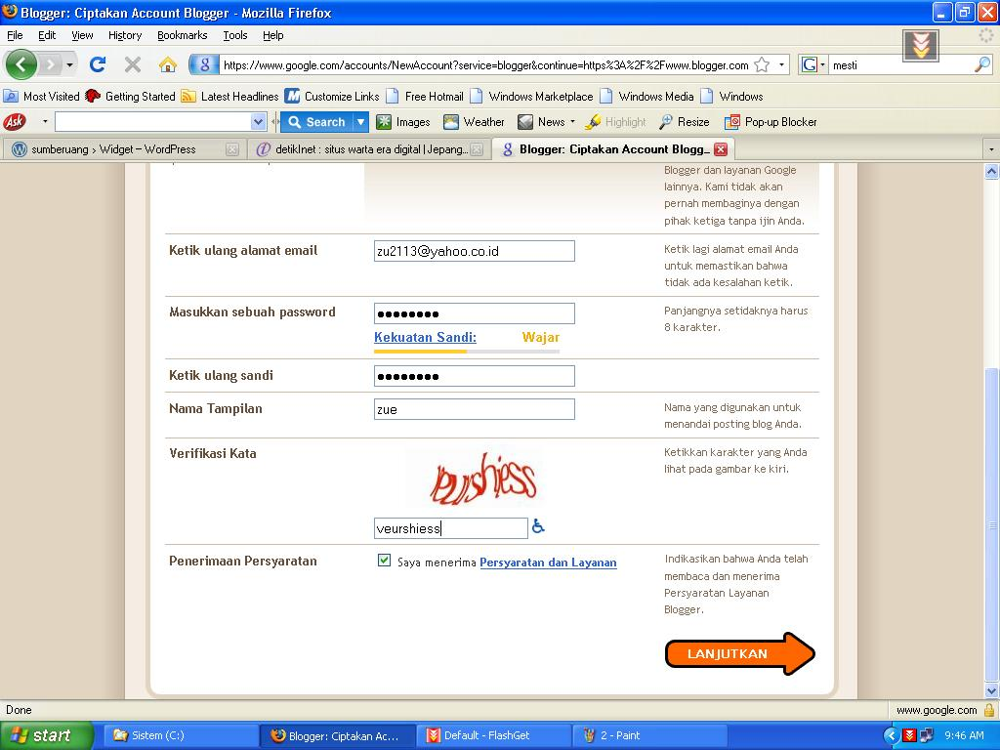 Blogger: Ciptakan Account Blogger - Mozilla Firefox
File Edit View History Bookmarks Tools Help
https://www.google.com/accounts/NewAccount?service=blogger&continue=https%3A%2F%2Fwww.blogger.com
mesti
Most Visited Getting Started Latest Headlines Customize Links Free Hotmail Windows Marketplace Windows Media Windows
Ask Search Images Weather News Highlight Resize Pop-up Blocker
sumberuang › Widget — WordPress detikInet : situs warta era digital | Jepang... Blogger: Ciptakan Account Blogg...
Blogger dan layanan Google
lainnya. Kami tidak akan
pernah membaginya dengan
pihak ketiga tanpa ijin Anda.
Ketik ulang alamat email zu2113@yahoo.co.id
Ketik lagi alamat email Anda
untuk memastikan bahwa
tidak ada kesalahan ketik.
Masukkan sebuah password ●●●●●●●●
Kekuatan Sandi: Wajar
Panjangnya setidaknya harus
8 karakter.
Ketik ulang sandi ●●●●●●●●
Nama Tampilan zue
Nama yang digunakan untuk
menandai posting blog Anda.
Verifikasi Kata
veurshiess
Ketikkan karakter yang Anda
lihat pada gambar ke kiri.
Penerimaan Persyaratan Saya menerima Persyaratan dan Layanan
Indikasikan bahwa Anda telah
membaca dan menerima
Persyaratan Layanan
Blogger.
LANJUTKAN
Done www.google.com
start Sistem (C:) Blogger: Ciptakan Ac... Default - FlashGet 2 - Paint 9:46 AM